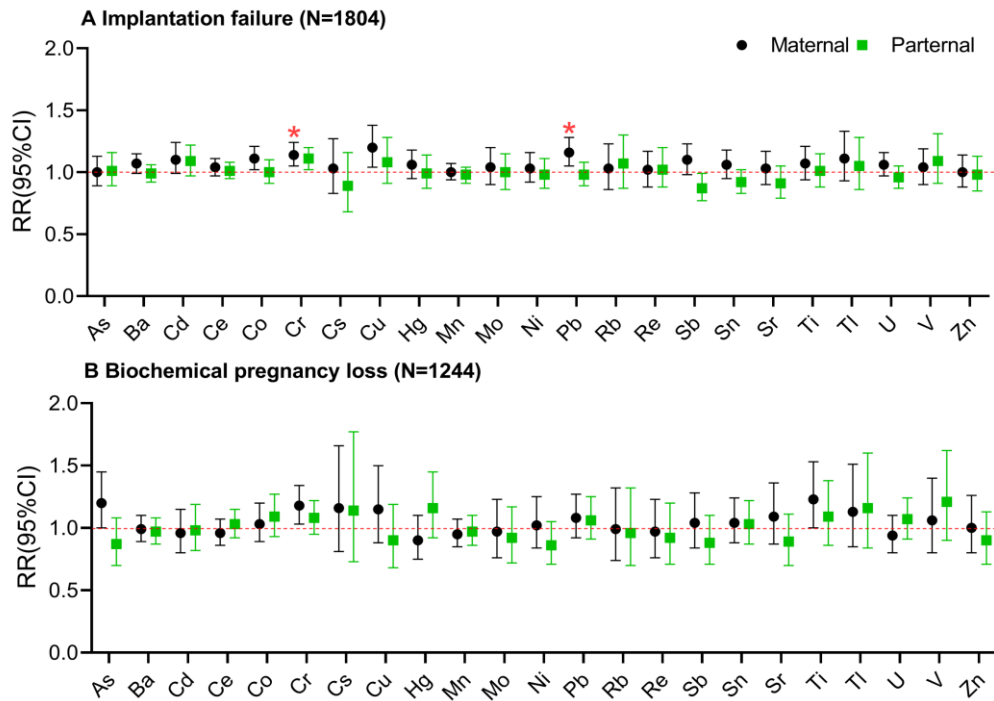 A Implantation failure (N=1804)
Maternal Parternal
RR(95%CI)
2.0
1.5
1.0
0.5
0.0
*
*
As Ba Cd Ce Co Cr Cs Cu Hg Mn Mo Ni Pb Rb Re Sb Sn Sr Ti Tl U V Zn
B Biochemical pregnancy loss (N=1244)
RR(95%CI)
2.0
1.5
1.0
0.5
0.0
As Ba Cd Ce Co Cr Cs Cu Hg Mn Mo Ni Pb Rb Re Sb Sn Sr Ti Tl U V Zn